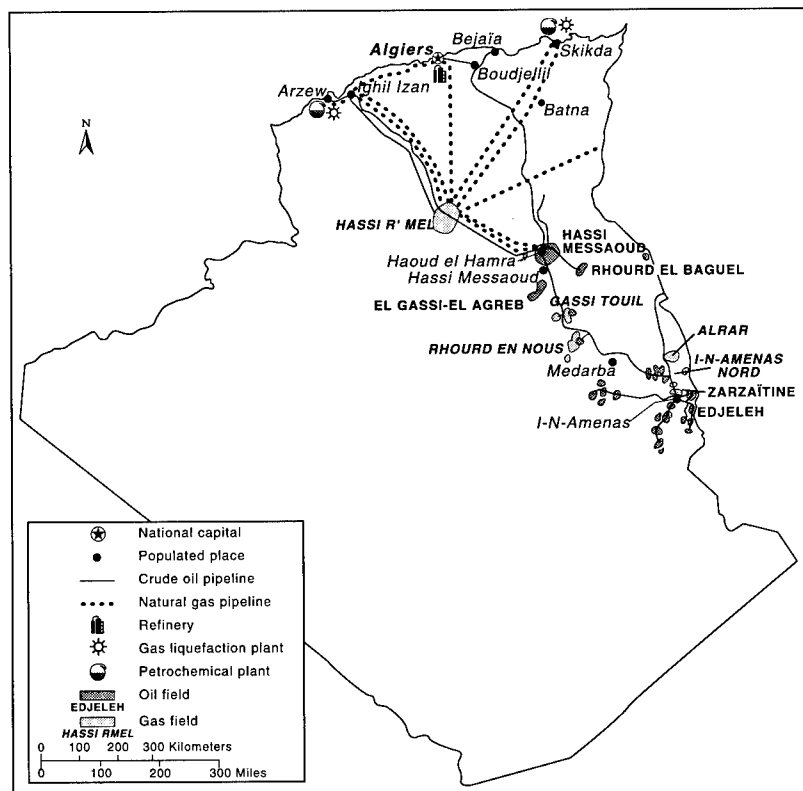 Skikda
Bejaïa
Algiers
Boudjellil
Arzew
Ighil Izan
Batna
N
HASSI R' MEL
HASSI
MESSAOUD
Haoud el Hamra
RHOURD EL BAGUEL
Hassi Messaoud
EL GASSI-EL AGREB
GASSI TOUIL
ALRAR
RHOURD EN NOUS
I-N-AMENAS
NORD
Medarba
ZARZAÏTINE
EDJELEH
I-N-Amenas
National capital
Populated place
Crude oil pipeline
Natural gas pipeline
Refinery
Gas liquefaction plant
Petrochemical plant
Oil field
EDJELEH
Gas field
HASSI RMEL
0 100 200 300 Kilometers
0 100 200 300 Miles